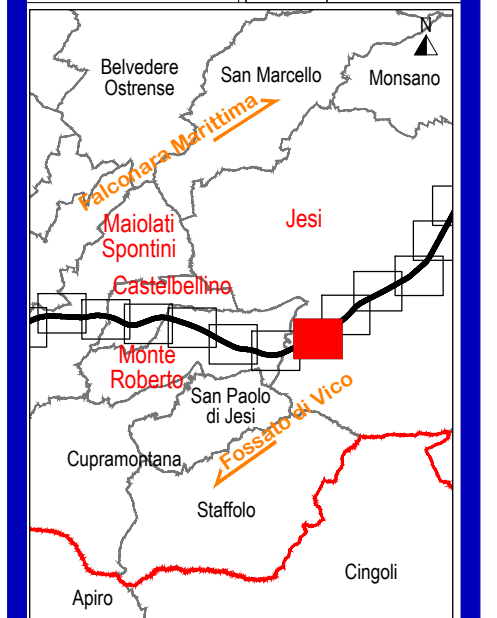 N
Belvedere
Ostrense
San Marcello
Monsano
Falconara Marittima
Maiolati
Spontini
Jesi
Castelbellino
Monte
Roberto
San Paolo
di Jesi
Fossato di Vico
Cupramontana
Staffolo
Cingoli
Apiro